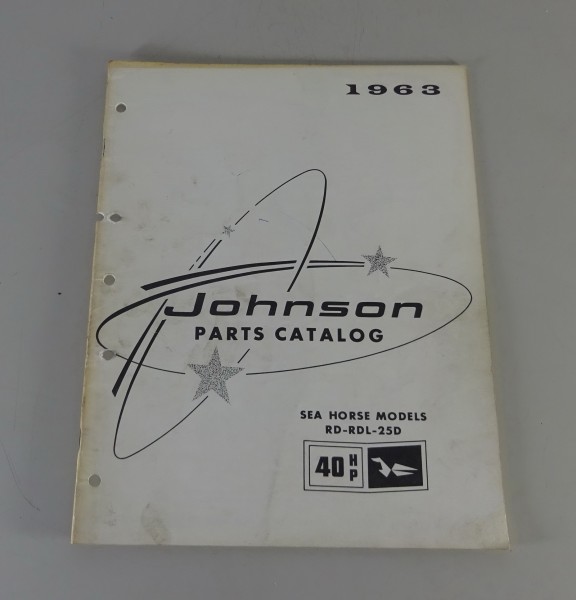 1963
Johnson
PARTS CATALOG
SEA HORSE MODELS
RD-RDL-25D
40 HP